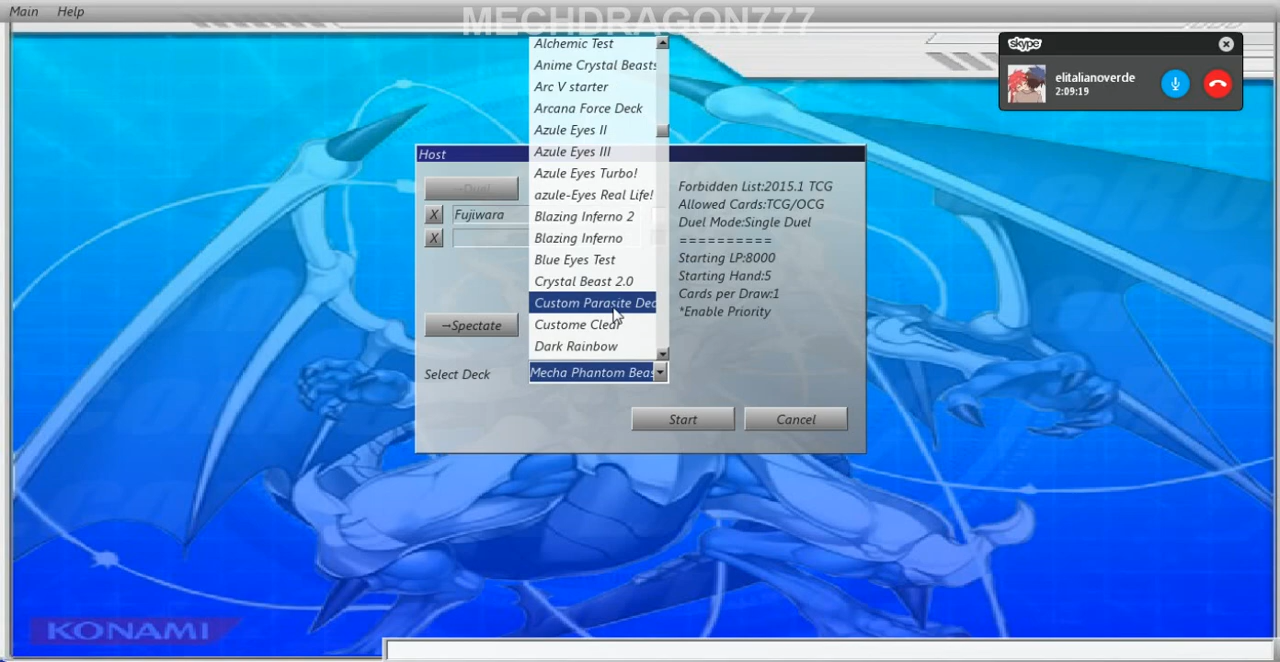 Main Help
MECHDRAGON777
skype
elitalianoverde
2:09:19
Host
Duel
X Fujiwara
X
Spectate
Select Deck
Alchemic Test
Anime Crystal Beasts
Arc V starter
Arcana Force Deck
Azule Eyes II
Azule Eyes III
Azule Eyes Turbo!
azule-Eyes Real Life!
Blazing Inferno 2
Blazing Inferno
Blue Eyes Test
Crystal Beast 2.0
Custom Parasite Dec
Custome Clear
Dark Rainbow
Mecha Phantom Beas
Forbidden List:2015.1 TCG
Allowed Cards:TCG/OCG
Duel Mode:Single Duel
==========
Starting LP:8000
Starting Hand:5
Cards per Draw:1
*Enable Priority
Start Cancel
KONAMI